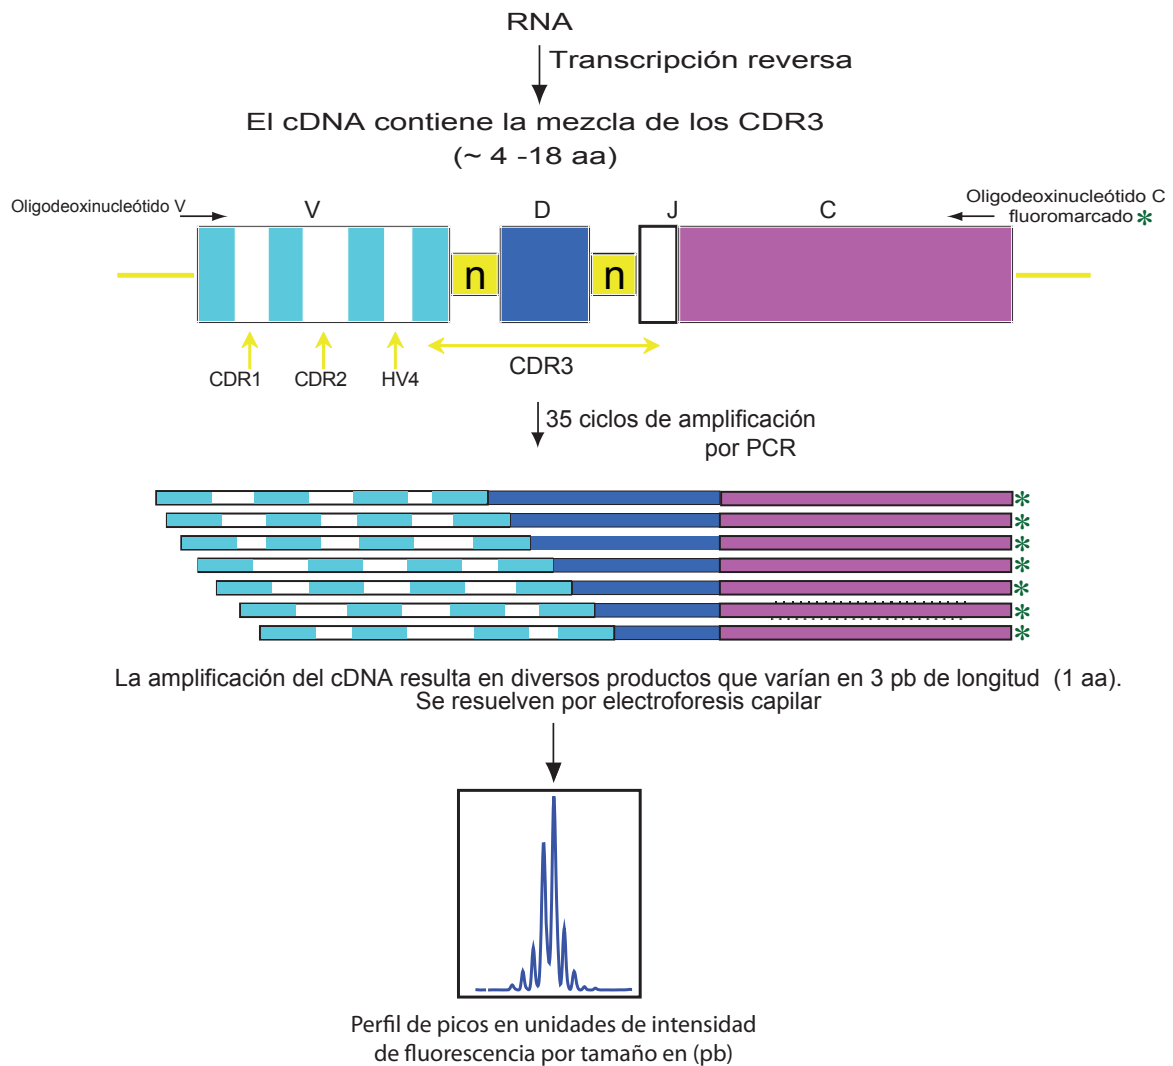 RNA
Transcripción reversa
El cDNA contiene la mezcla de los CDR3
(~ 4 -18 aa)
Oligodeoxinucleótido V
Oligodeoxinucleótido C
fluoromarcado *
V
D
J
C
n
n
CDR1
CDR2
HV4
CDR3
35 ciclos de amplificación
por PCR
*
*
*
*
*
*
*
La amplificación del cDNA resulta en diversos productos que varían en 3 pb de longitud (1 aa).
Se resuelven por electroforesis capilar
Perfil de picos en unidades de intensidad
de fluorescencia por tamaño en (pb)